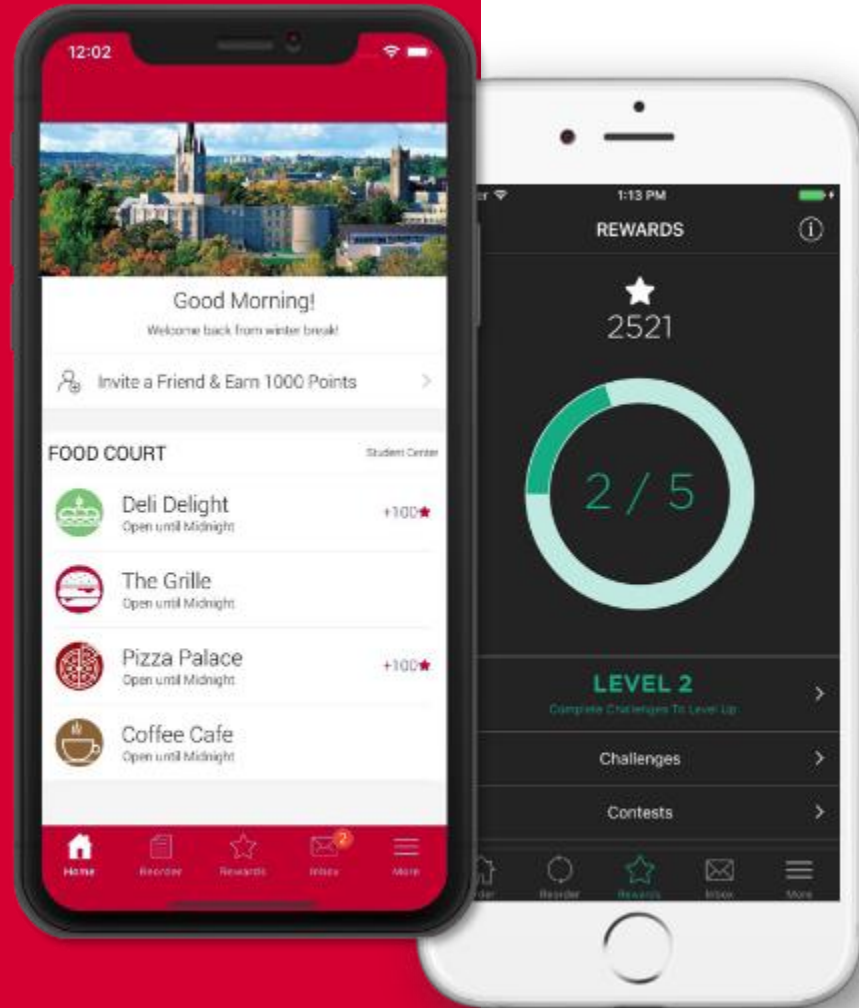 12:02
Good Morning!
Welcome back from winter break!
Invite a Friend & Earn 1000 Points
FOOD COURT
Student Center
Deli Delight
Open until Midnight
+100
The Grille
Open until Midnight
Pizza Palace
Open until Midnight
+100
Coffee Cafe
Open until Midnight
2
Home
Reorder
Rewards
Inbox
More
er
1:13 PM
REWARDS
2521
2 / 5
LEVEL 2
Complete Challenges To Level Up
Challenges
Contests
der
Reorder
Rewards
Inbox
More